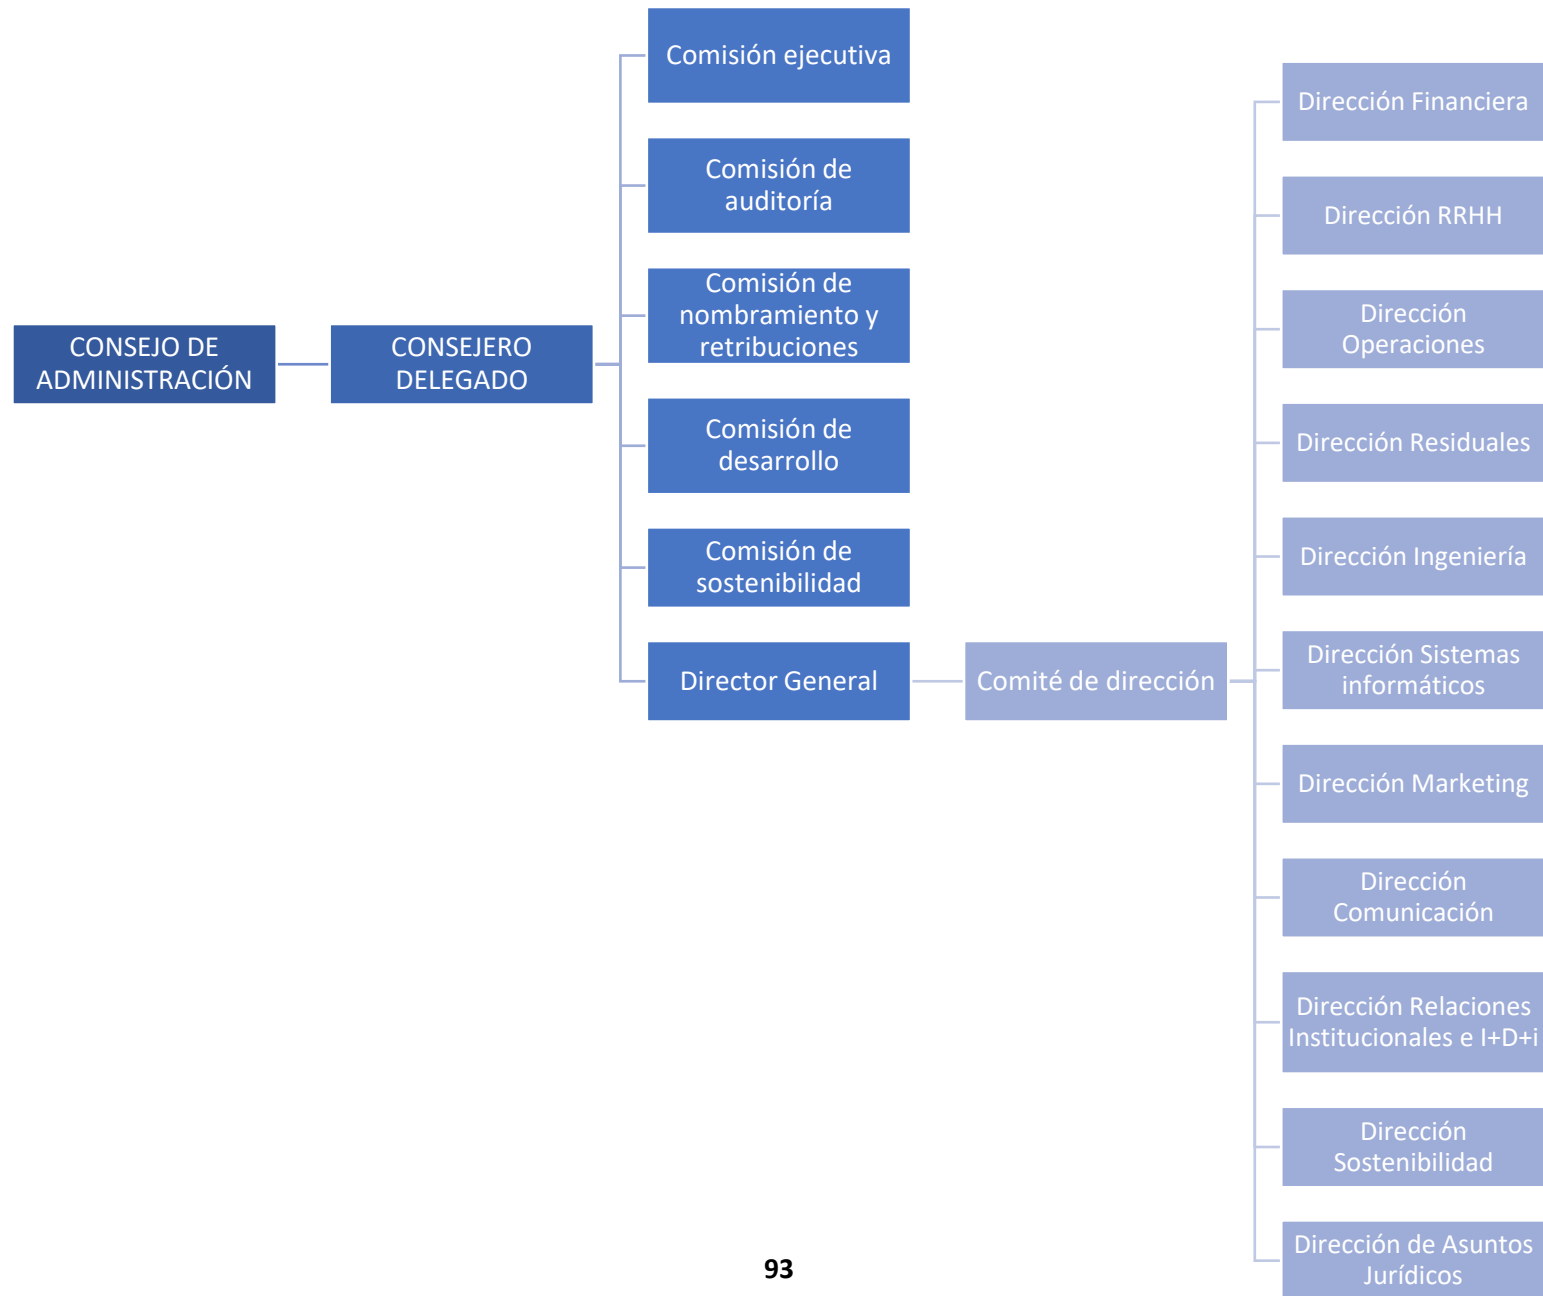 CONSEJO DE
ADMINISTRACIÓN
CONSEJERO
DELEGADO
Comisión ejecutiva
Comisión de
auditoría
Comisión de
nombramiento y
retribuciones
Comisión de
desarrollo
Comisión de
sostenibilidad
Director General
Comité de dirección
Dirección Financiera
Dirección RRHH
Dirección
Operaciones
Dirección Residuales
Dirección Ingeniería
Dirección Sistemas
informáticos
Dirección Marketing
Dirección
Comunicación
Dirección Relaciones
Institucionales e I+D+i
Dirección
Sostenibilidad
Dirección de Asuntos
Jurídicos
93